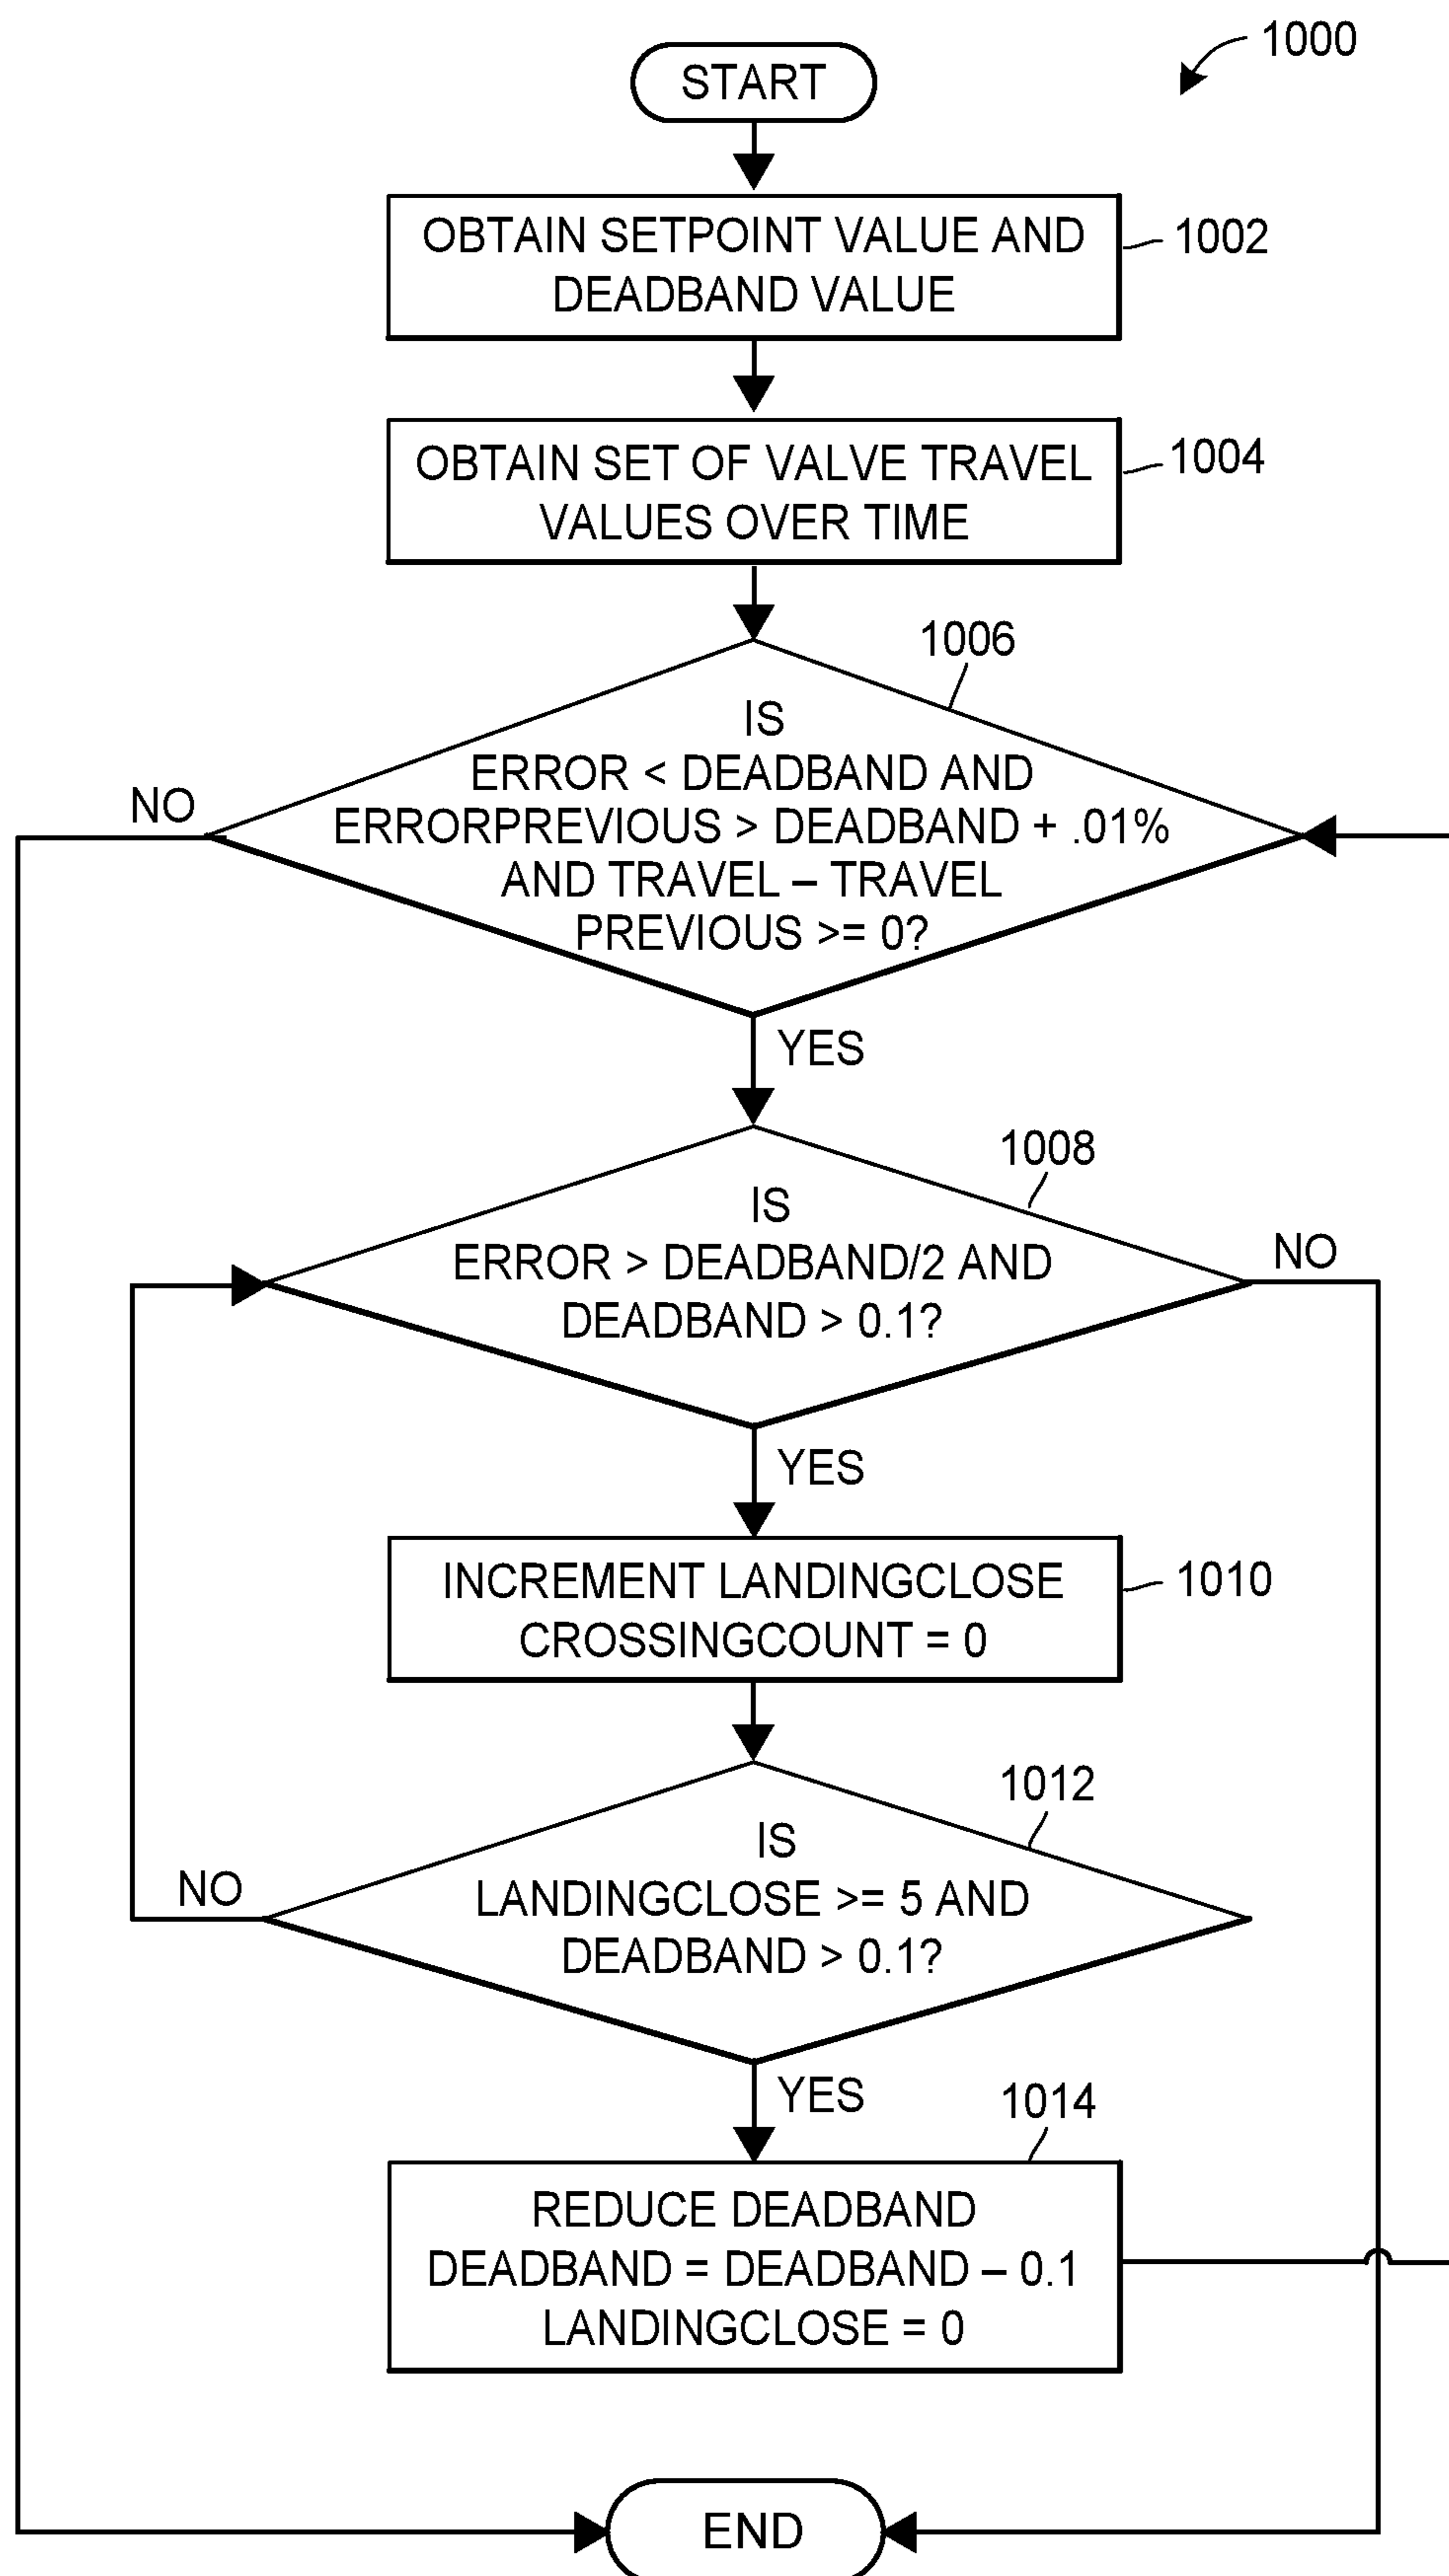 1000
START
OBTAIN SETPOINT VALUE AND
DEADBAND VALUE
1002
OBTAIN SET OF VALVE TRAVEL
VALUES OVER TIME
1004
1006
IS
ERROR < DEADBAND AND
ERRORPREVIOUS > DEADBAND + .01%
AND TRAVEL – TRAVEL
PREVIOUS >= 0?
NO
YES
1008
IS
ERROR > DEADBAND/2 AND
DEADBAND > 0.1?
NO
YES
INCREMENT LANDINGCLOSE
CROSSINGCOUNT = 0
1010
1012
IS
LANDINGCLOSE >= 5 AND
DEADBAND > 0.1?
NO
YES
1014
REDUCE DEADBAND
DEADBAND = DEADBAND – 0.1
LANDINGCLOSE = 0
END